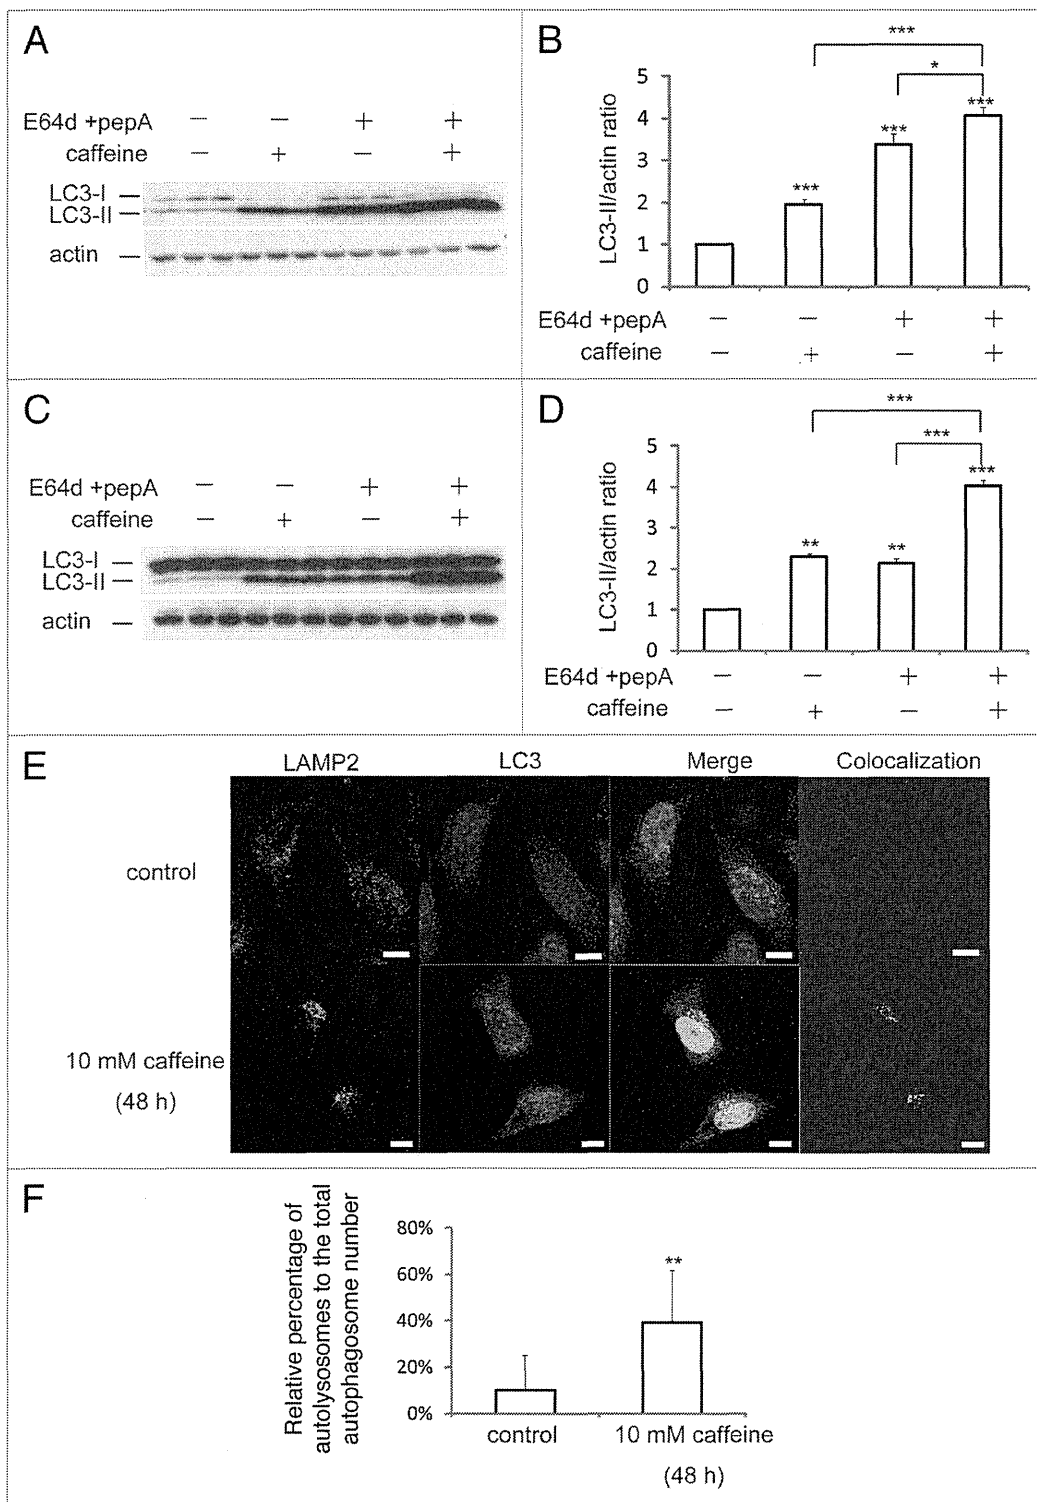 A
E64d +pepA — — + +
caffeine — + — +
LC3-I —
LC3-II —
actin —
B
***
*
***
***
***
LC3-II/actin ratio
5
4
3
2
1
0
E64d +pepA — — + +
caffeine — + — +
C
E64d +pepA — — + +
caffeine — + — +
LC3-I —
LC3-II —
actin —
D
***
***
***
**
**
LC3-II/actin ratio
5
4
3
2
1
0
E64d +pepA — — + +
caffeine — + — +
E
LAMP2 LC3 Merge Colocalization
control
10 mM caffeine
(48 h)
F
Relative percentage of
autolysosomes to the total
autophagosome number
80%
60%
40%
20%
0%
**
control 10 mM caffeine
(48 h)